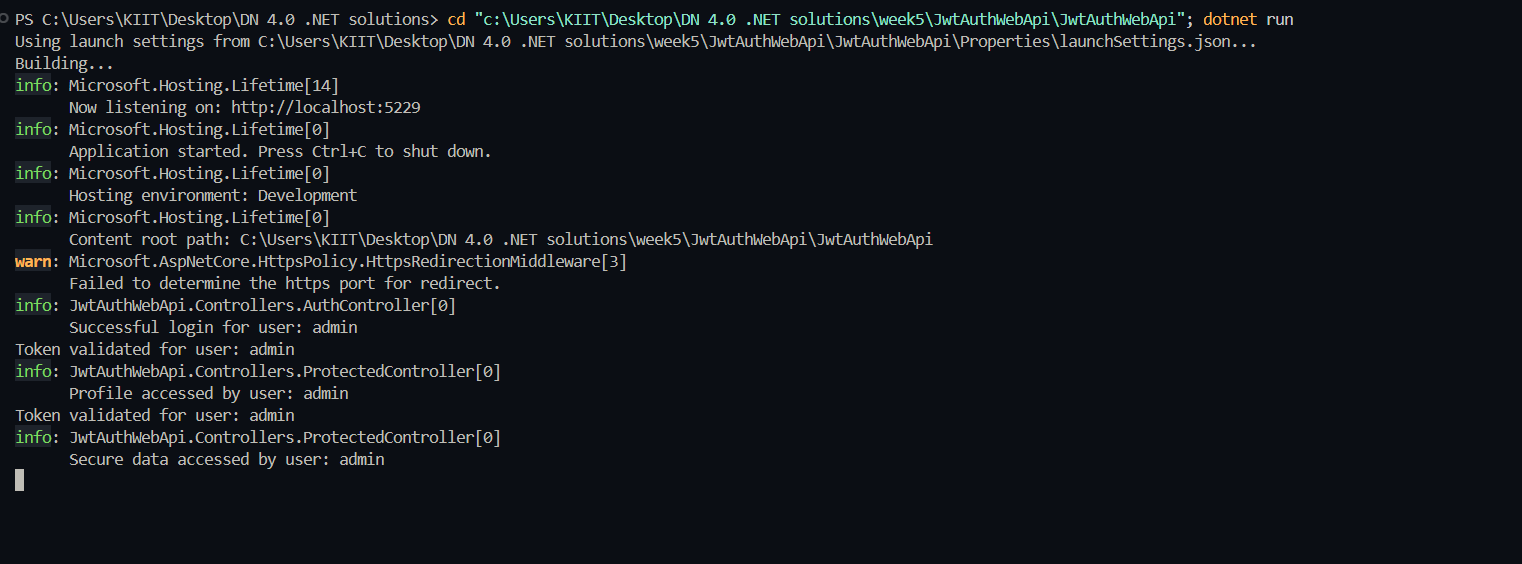 PS C:\Users\KIIT\Desktop\DN 4.0 .NET solutions> cd "c:\Users\KIIT\Desktop\DN 4.0 .NET solutions\week5\JwtAuthWebApi\JwtAuthWebApi"; dotnet run
Using launch settings from C:\Users\KIIT\Desktop\DN 4.0 .NET solutions\week5\JwtAuthWebApi\JwtAuthWebApi\Properties\launchSettings.json...
Building...
info: Microsoft.Hosting.Lifetime[14]
      Now listening on: http://localhost:5229
info: Microsoft.Hosting.Lifetime[0]
      Application started. Press Ctrl+C to shut down.
info: Microsoft.Hosting.Lifetime[0]
      Hosting environment: Development
info: Microsoft.Hosting.Lifetime[0]
      Content root path: C:\Users\KIIT\Desktop\DN 4.0 .NET solutions\week5\JwtAuthWebApi\JwtAuthWebApi
warn: Microsoft.AspNetCore.HttpsPolicy.HttpsRedirectionMiddleware[3]
      Failed to determine the https port for redirect.
info: JwtAuthWebApi.Controllers.AuthController[0]
      Successful login for user: admin
Token validated for user: admin
info: JwtAuthWebApi.Controllers.ProtectedController[0]
      Profile accessed by user: admin
Token validated for user: admin
info: JwtAuthWebApi.Controllers.ProtectedController[0]
      Secure data accessed by user: admin